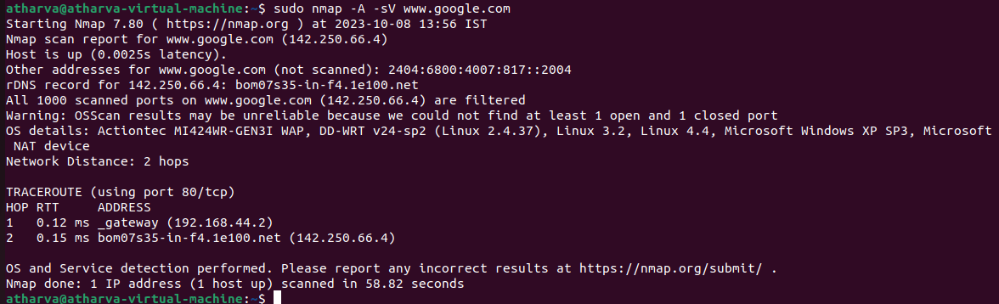 atharva@atharva-virtual-machine:~$ sudo nmap -A -sV www.google.com
Starting Nmap 7.80 ( https://nmap.org ) at 2023-10-08 13:56 IST
Nmap scan report for www.google.com (142.250.66.4)
Host is up (0.0025s latency).
Other addresses for www.google.com (not scanned): 2404:6800:4007:817::2004
rDNS record for 142.250.66.4: bom07s35-in-f4.1e100.net
All 1000 scanned ports on www.google.com (142.250.66.4) are filtered
Warning: OSScan results may be unreliable because we could not find at least 1 open and 1 closed port
OS details: Actiontec MI424WR-GEN3I WAP, DD-WRT v24-sp2 (Linux 2.4.37), Linux 3.2, Linux 4.4, Microsoft Windows XP SP3, Microsoft
 NAT device
Network Distance: 2 hops

TRACEROUTE (using port 80/tcp)
HOP RTT     ADDRESS
1   0.12 ms _gateway (192.168.44.2)
2   0.15 ms bom07s35-in-f4.1e100.net (142.250.66.4)

OS and Service detection performed. Please report any incorrect results at https://nmap.org/submit/ .
Nmap done: 1 IP address (1 host up) scanned in 58.82 seconds
atharva@atharva-virtual-machine:~$